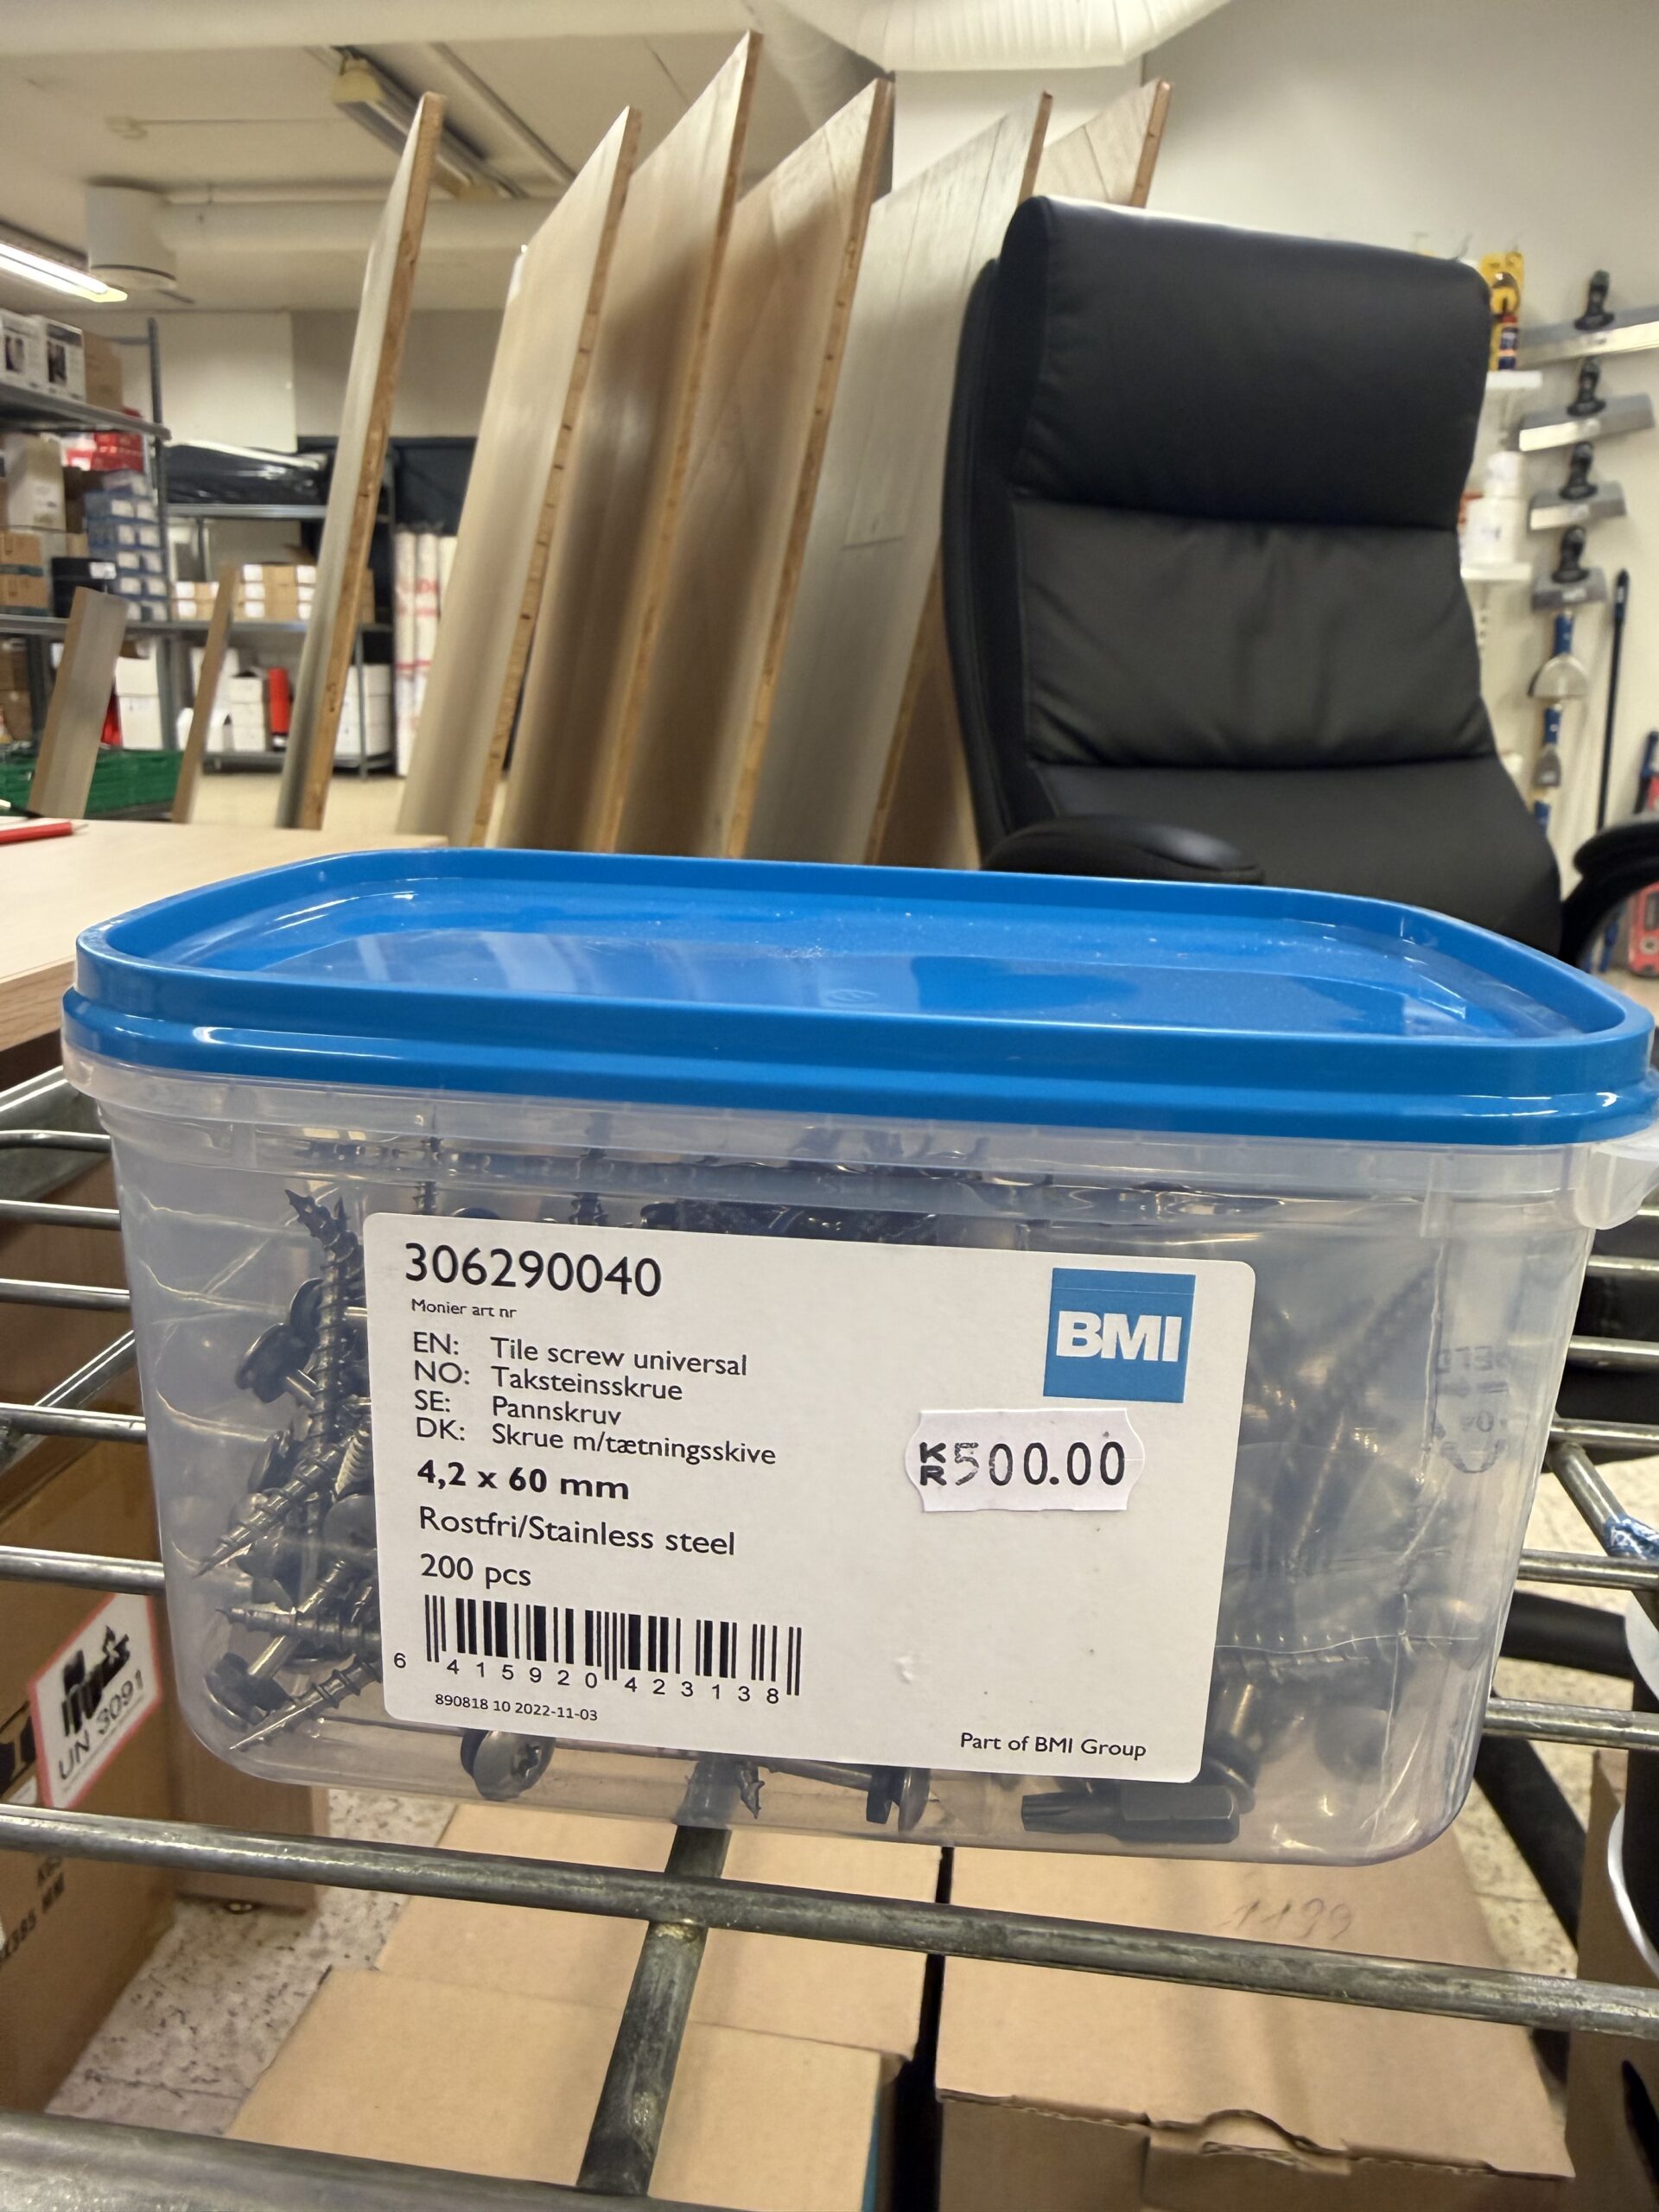 306290040
Monier art nr
BMI
EN: Tile screw universal
NO: Taksteinsskrue
SE: Pannskruv
DK: Skrue m/tætningsskive
KR500.00
4,2 x 60 mm
Rostfri/Stainless steel
200 pcs
6 415920 423138
890818 10 2022-11-03
Part of BMI Group
UN 3091
1199